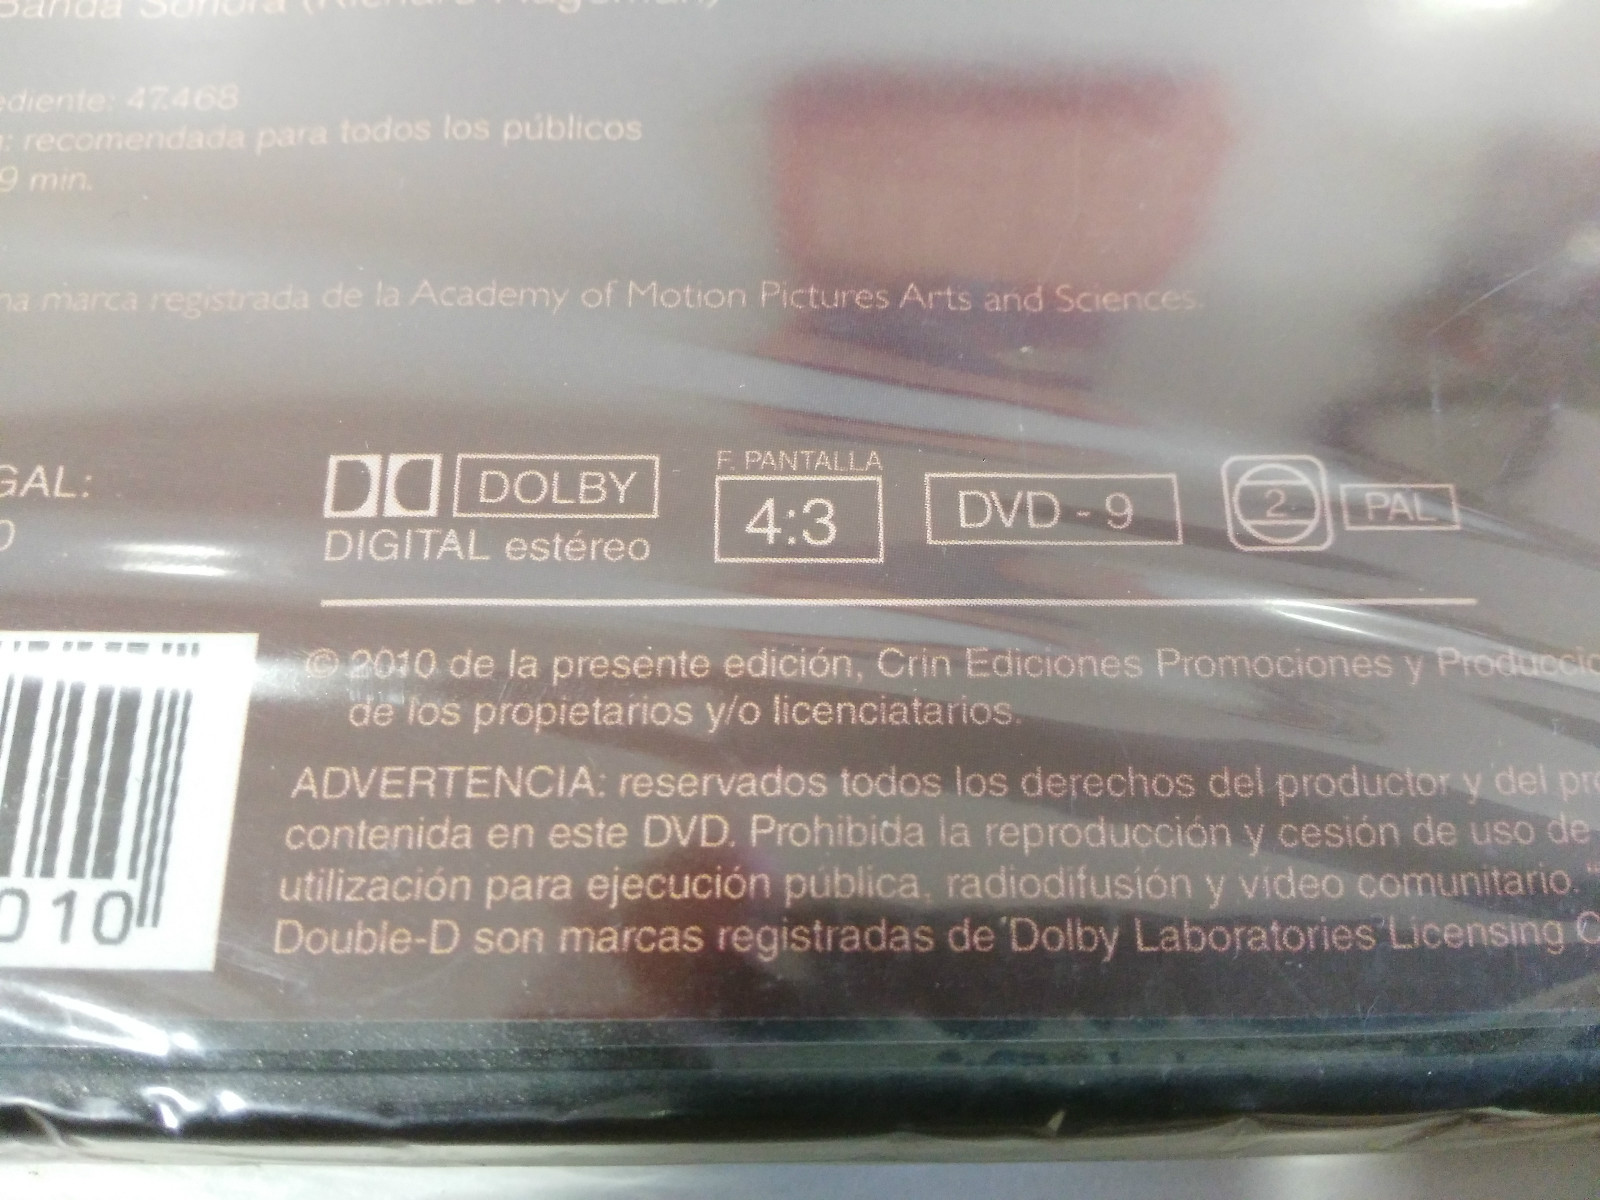 Banda Sonora (Richard Hageman)
ediente: 47.468
n: recomendada para todos los públicos
9 min.
na marca registrada de la Academy of Motion Pictures Arts and Sciences.
GAL:
0
DOLBY
DIGITAL estéreo
F. PANTALLA
4:3
DVD - 9
2
PAL
© 2010 de la presente edición, Crin Ediciones Promociones y Produccio
de los propietarios y/o licenciatarios.
ADVERTENCIA: reservados todos los derechos del productor y del pro
contenida en este DVD. Prohibida la reproducción y cesión de uso de
utilización para ejecución pública, radiodifusión y vídeo comunitario. "
Double-D son marcas registradas de Dolby Laboratories Licensing C
010